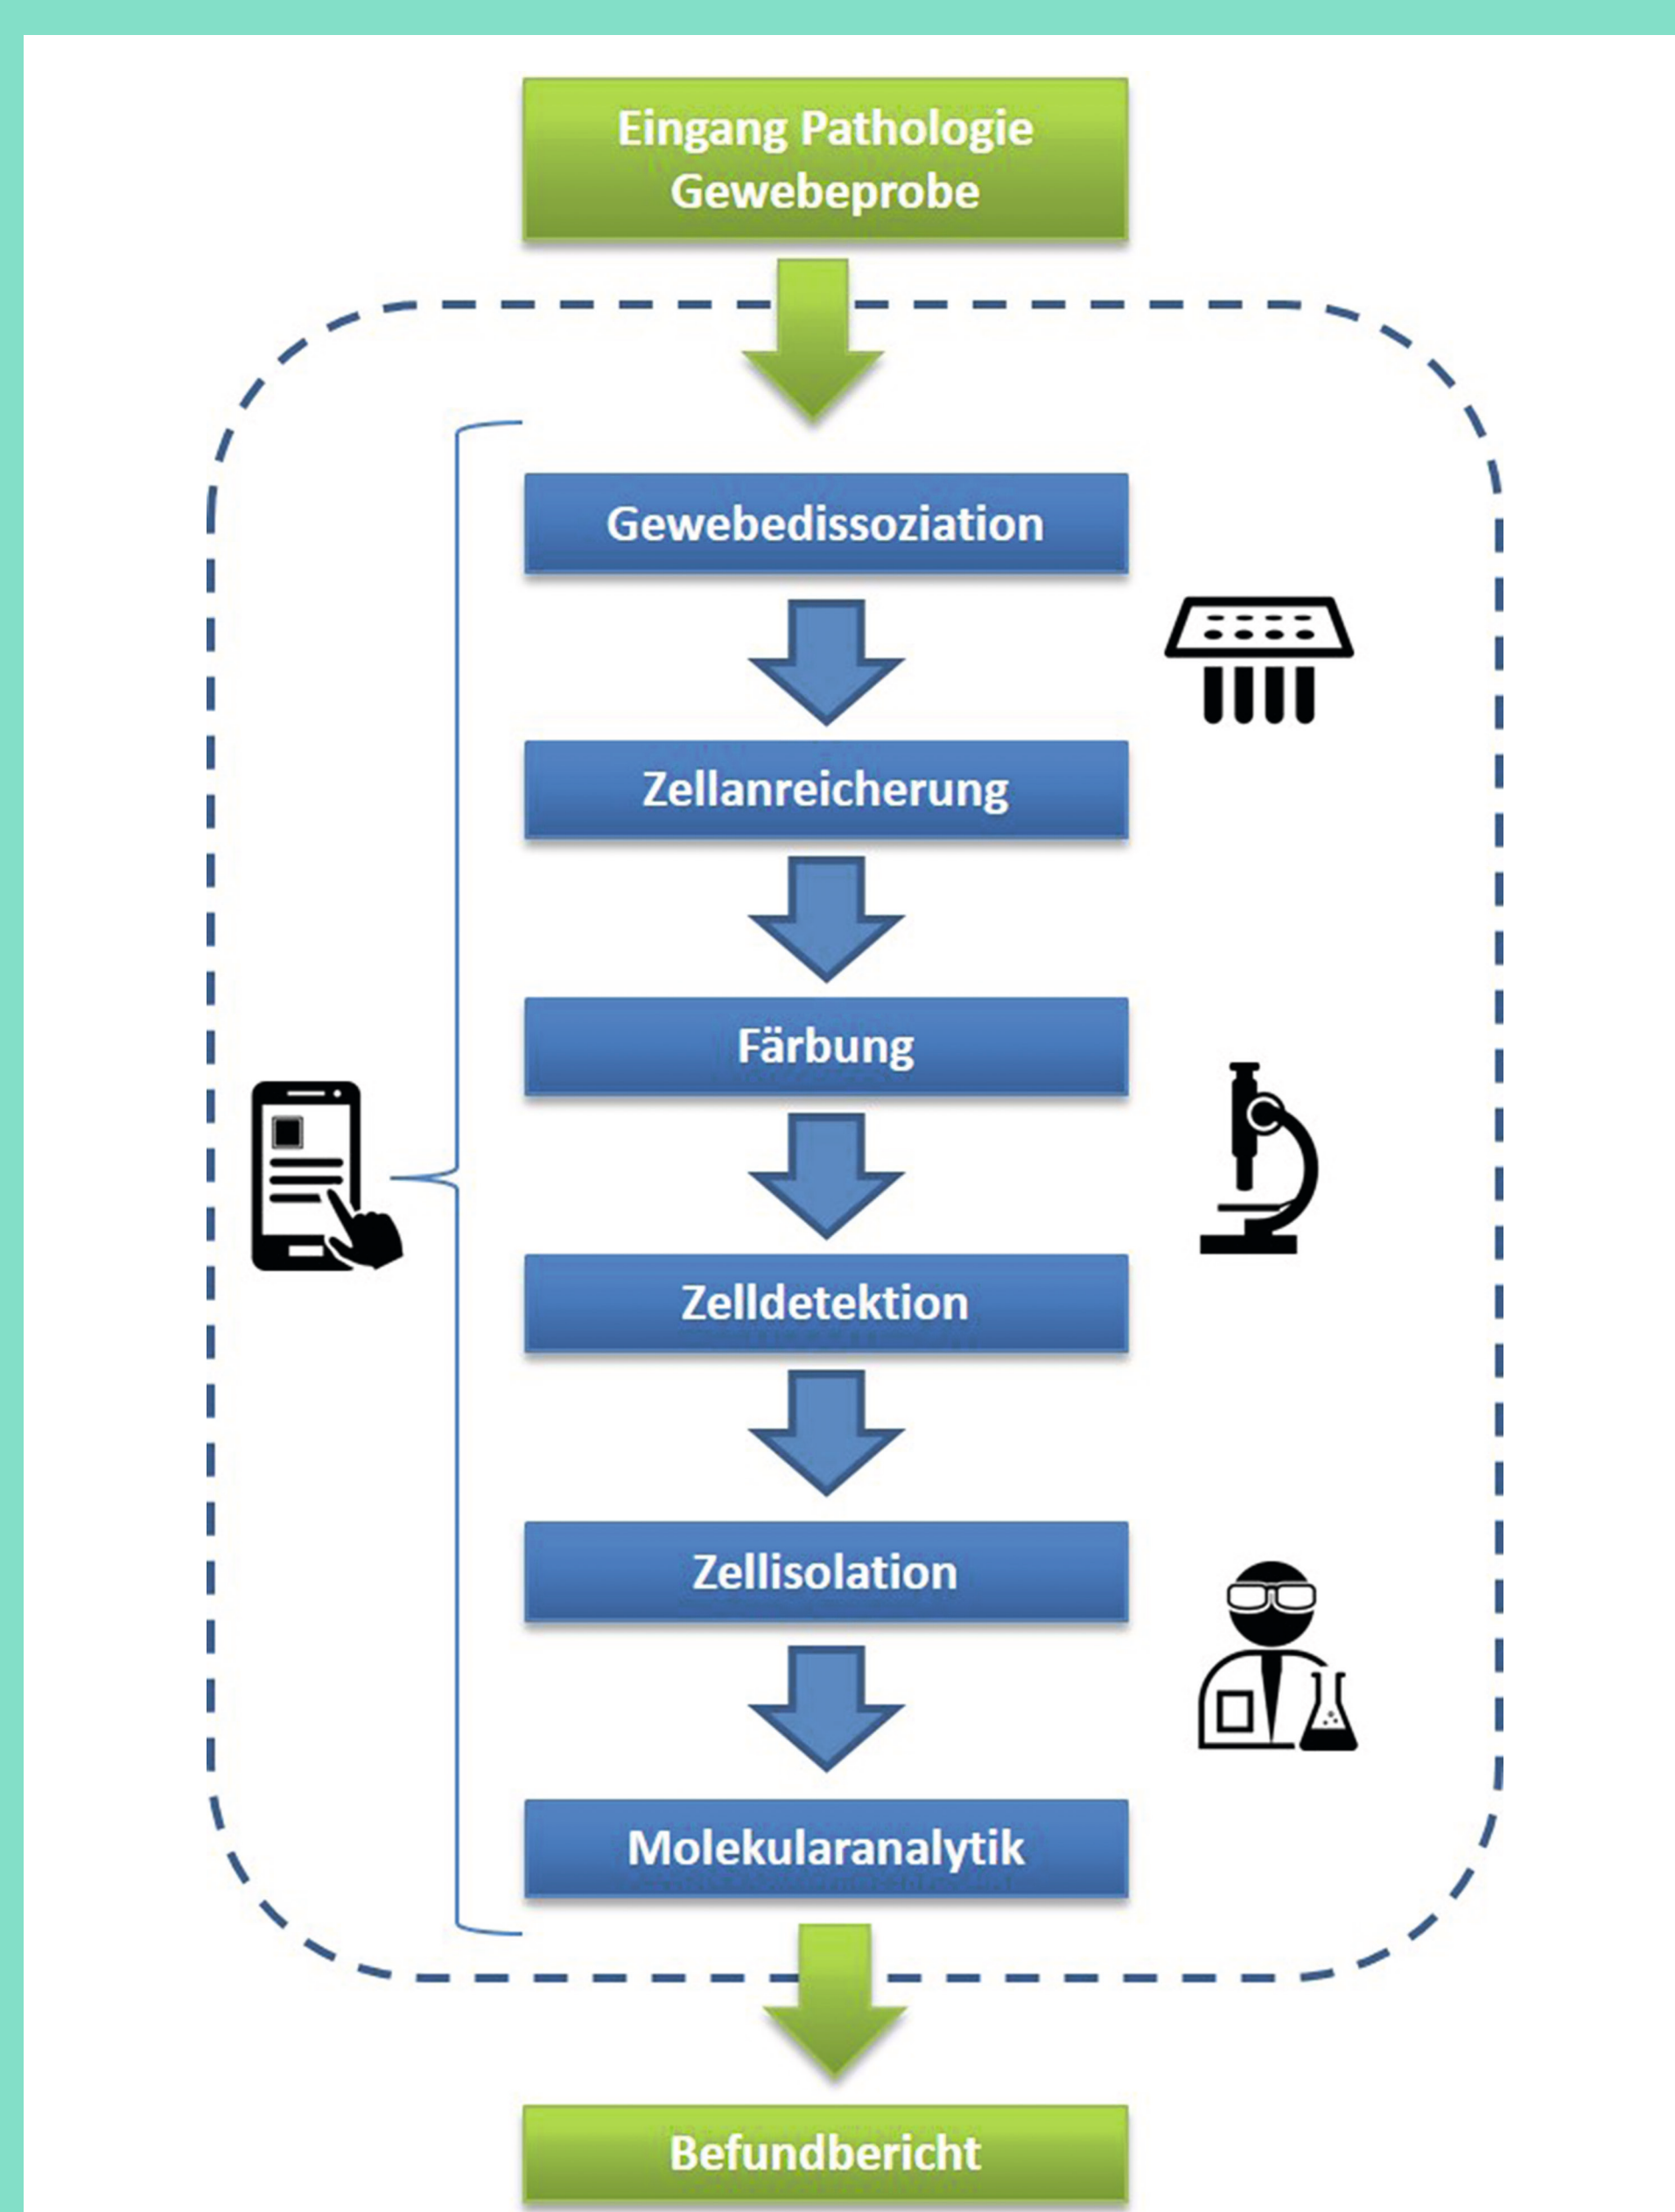 Eingang Pathologie
Gewebeprobe
Gewebedissoziation
Zellanreicherung
Färbung
Zelldetektion
Zellisolation
Molekularanalytik
Befundbericht